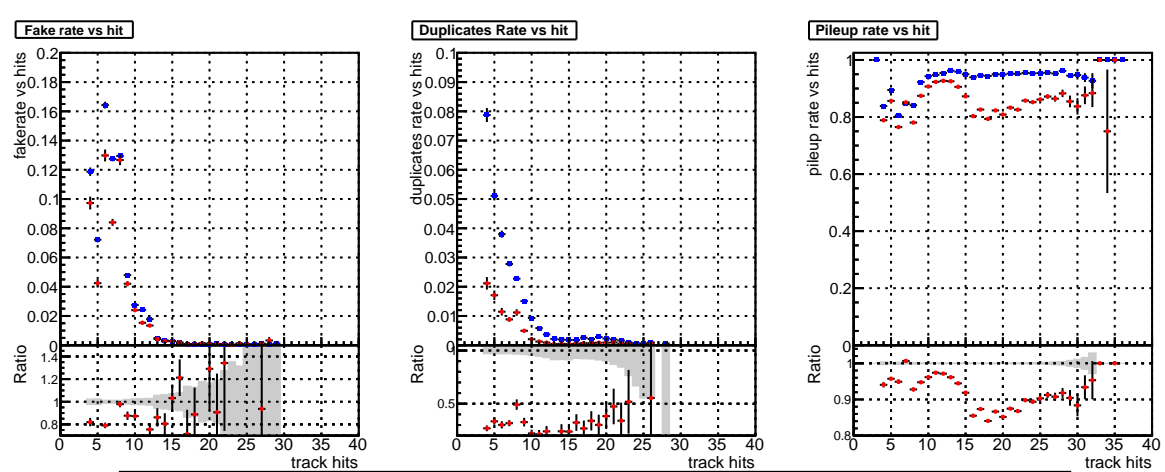 Fake rate vs hit
fakerate vs hits
0.2
0.18
0.16
0.14
0.12
0.1
0.08
0.06
0.04
0.02
0
Ratio
1.4
1.2
1
0.8
0 5 10 15 20 25 30 35 40
track hits
Duplicates Rate vs hit
duplicates rate vs hits
0.1
0.09
0.08
0.07
0.06
0.05
0.04
0.03
0.02
0.01
0
Ratio
1
0.5
0 5 10 15 20 25 30 35 40
track hits
Pileup rate vs hit
pileup rate vs hits
1
0.8
0.6
0.4
0.2
0
Ratio
1
0.9
0.8
0 5 10 15 20 25 30 35 40
track hits